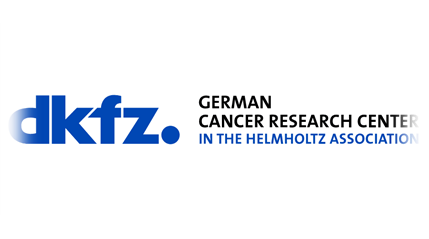 dkfz.
GERMAN
CANCER RESEARCH CENTER
IN THE HELMHOLTZ ASSOCIATION